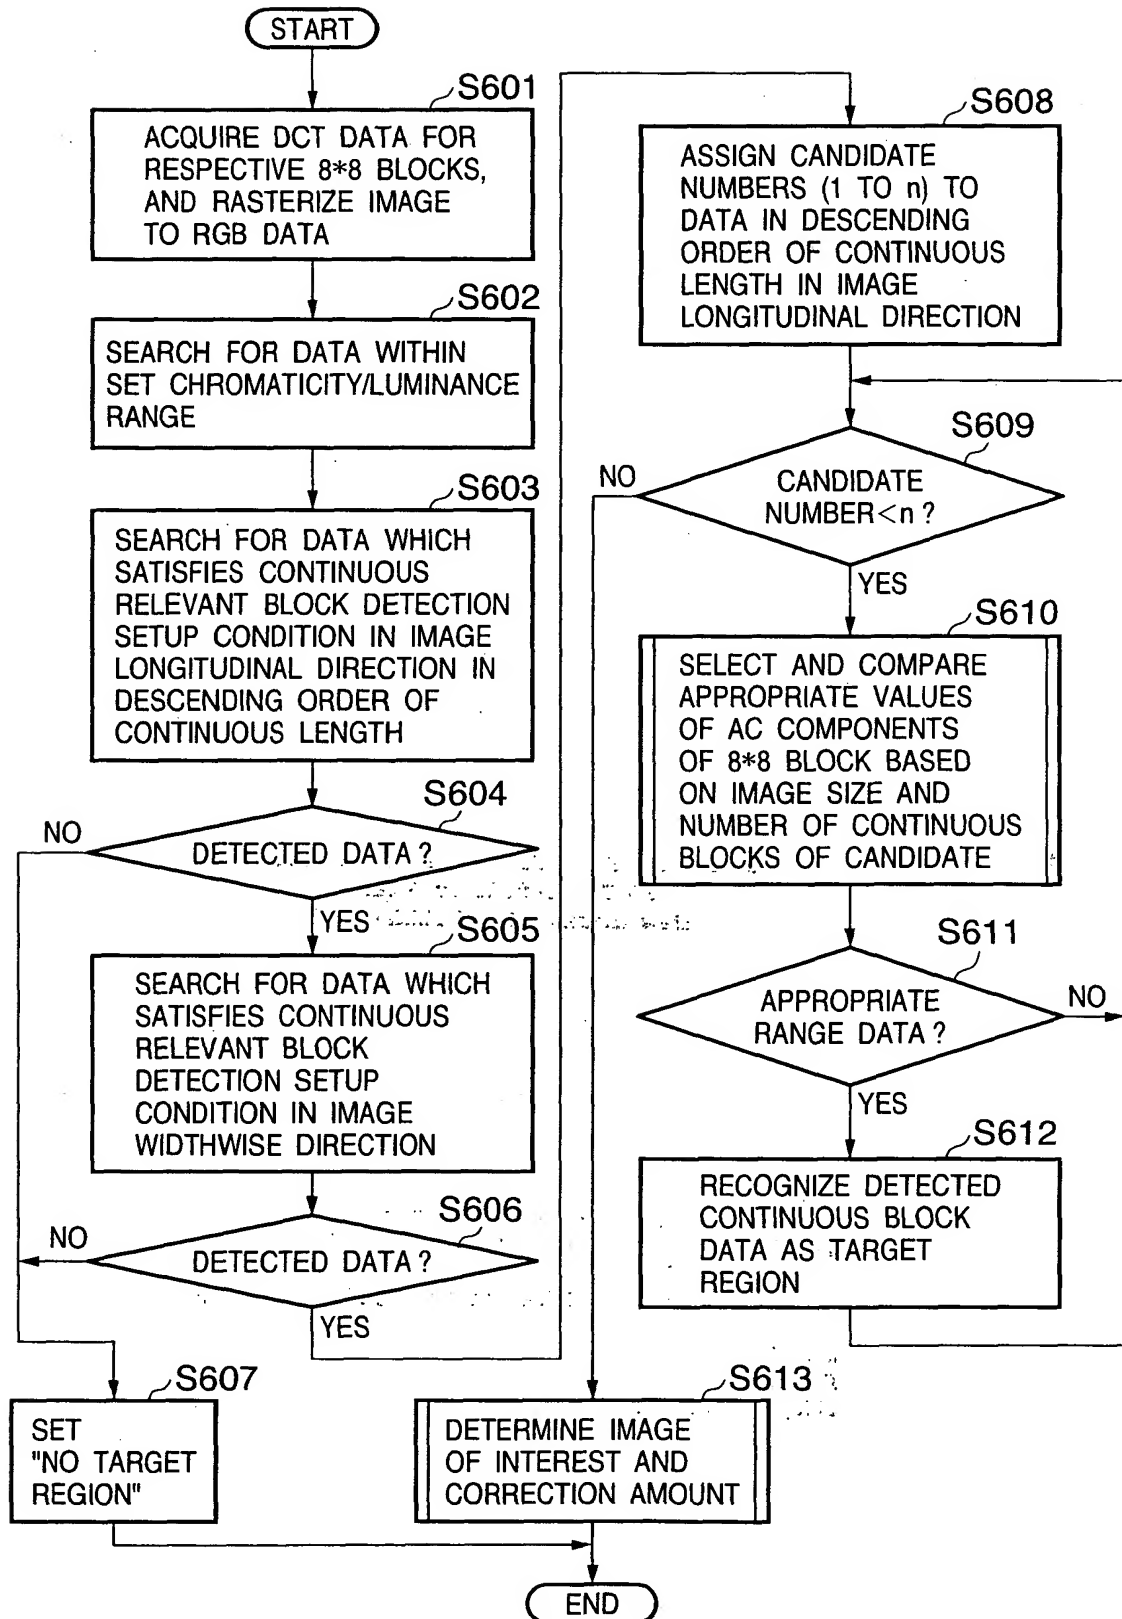 START
S601
ACQUIRE DCT DATA FOR
RESPECTIVE 8*8 BLOCKS,
AND RASTERIZE IMAGE
TO RGB DATA
S602
SEARCH FOR DATA WITHIN
SET CHROMATICITY/LUMINANCE
RANGE
S603
SEARCH FOR DATA WHICH
SATISFIES CONTINUOUS
RELEVANT BLOCK DETECTION
SETUP CONDITION IN IMAGE
LONGITUDINAL DIRECTION IN
DESCENDING ORDER OF
CONTINUOUS LENGTH
S604
NO
DETECTED DATA?
YES
S605
SEARCH FOR DATA WHICH
SATISFIES CONTINUOUS
RELEVANT BLOCK
DETECTION SETUP
CONDITION IN IMAGE
WIDTHWISE DIRECTION
S606
NO
DETECTED DATA?
YES
S607
SET
"NO TARGET
REGION"
S608
ASSIGN CANDIDATE
NUMBERS (1 TO n) TO
DATA IN DESCENDING
ORDER OF CONTINUOUS
LENGTH IN IMAGE
LONGITUDINAL DIRECTION
S609
NO
CANDIDATE
NUMBER<n?
YES
S610
SELECT AND COMPARE
APPROPRIATE VALUES
OF AC COMPONENTS
OF 8*8 BLOCK BASED
ON IMAGE SIZE AND
NUMBER OF CONTINUOUS
BLOCKS OF CANDIDATE
S611
APPROPRIATE
RANGE DATA?
NO
YES
S612
RECOGNIZE DETECTED
CONTINUOUS BLOCK
DATA AS TARGET
REGION
S613
DETERMINE IMAGE
OF INTEREST AND
CORRECTION AMOUNT
END